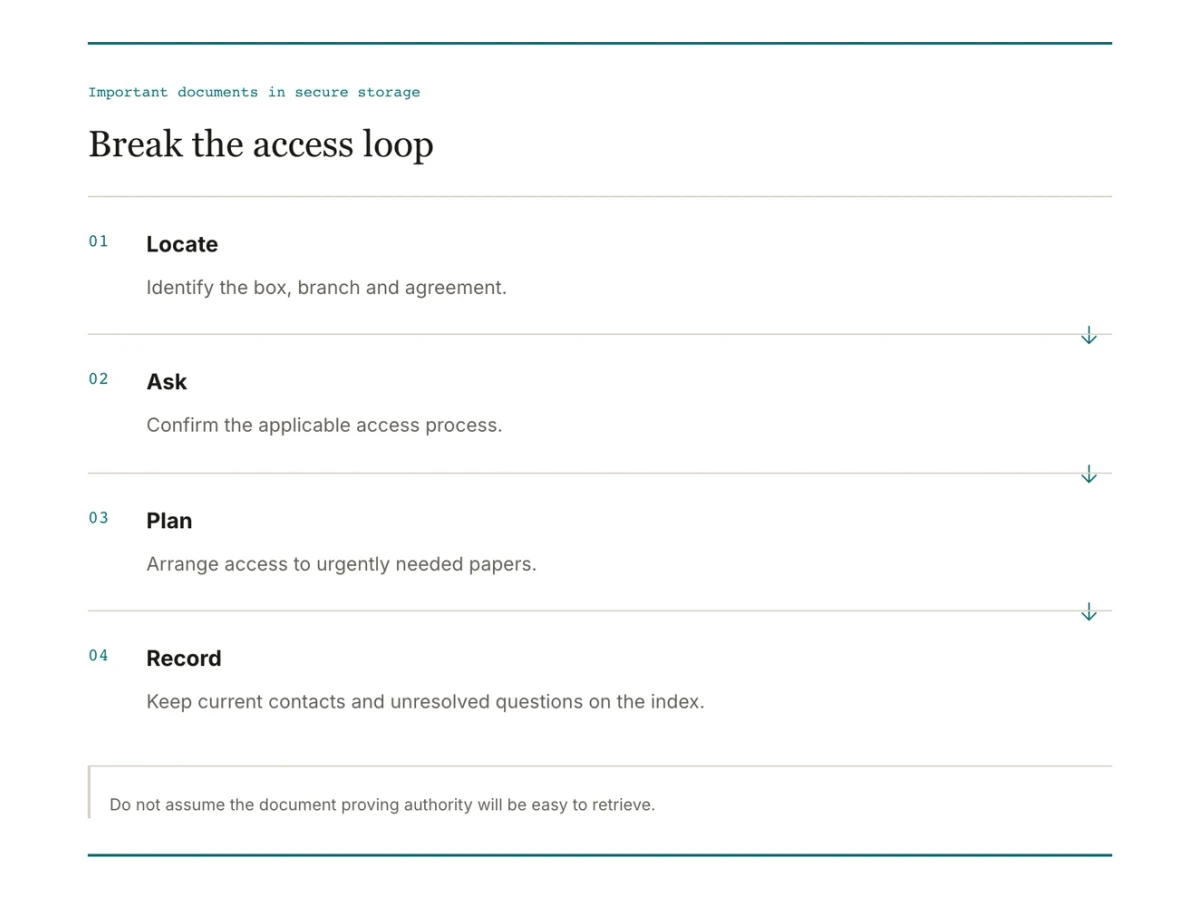 Important documents in secure storage
Break the access loop
01
Locate
Identify the box, branch and agreement.
02
Ask
Confirm the applicable access process.
03
Plan
Arrange access to urgently needed papers.
04
Record
Keep current contacts and unresolved questions on the index.
Do not assume the document proving authority will be easy to retrieve.